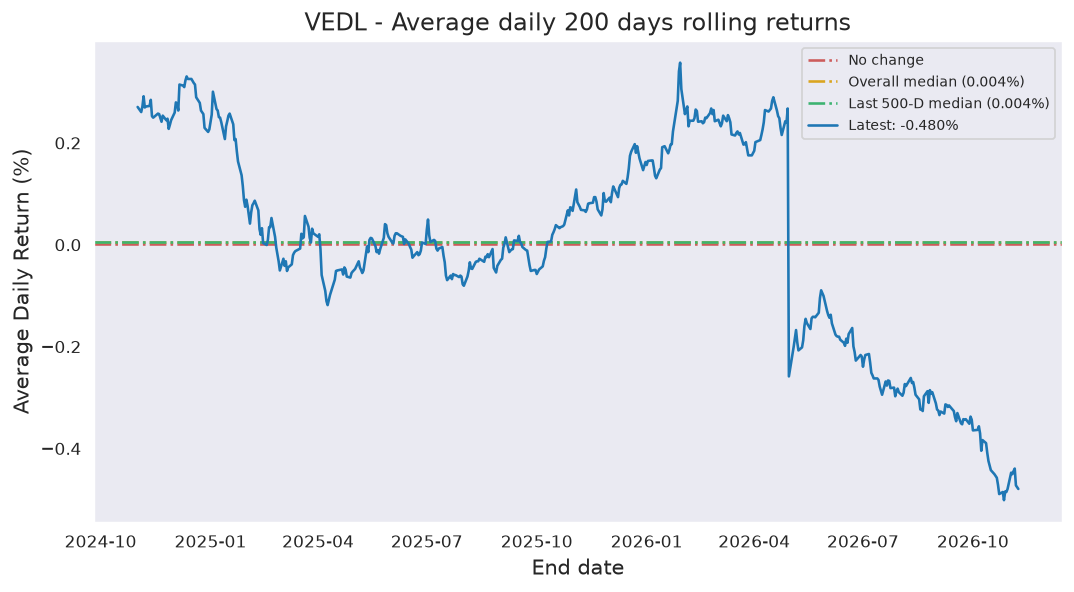 VEDL - Average daily 200 days rolling returns
No change
Overall median (0.004%)
Last 500-D median (0.004%)
Latest: -0.480%
Average Daily Return (%)
0.2
0.0
−0.2
−0.4
2024-10 2025-01 2025-04 2025-07 2025-10 2026-01 2026-04 2026-07 2026-10
End date